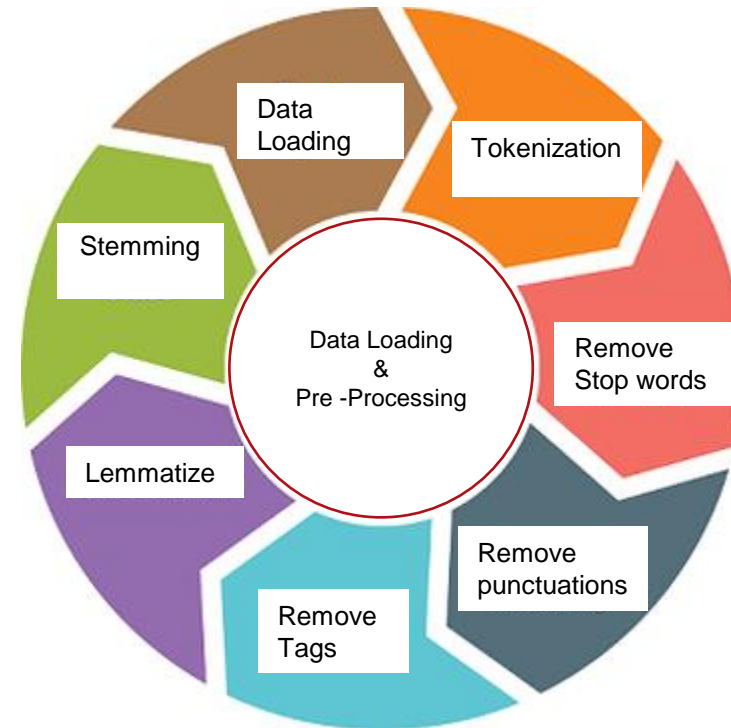 Data
Loading
Tokenization
Remove
Stop words
Remove
punctuations
Remove
Tags
Lemmatize
Stemming
Data Loading
&
Pre -Processing